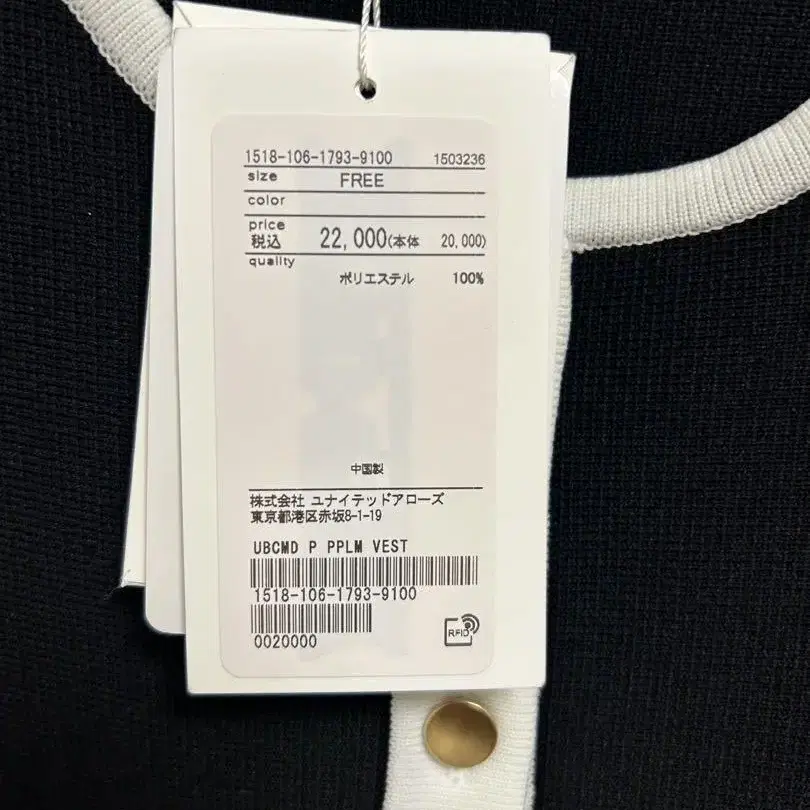 1518-106-1793-9100 1503236
size FREE
color
price
税込 22,000(本体 20,000)
quality
ポリエステル 100%
中国製
株式会社 ユナイテッドアローズ
東京都港区赤坂8-1-19
UBCMD P PPLM VEST
1518-106-1793-9100
0020000
RFID